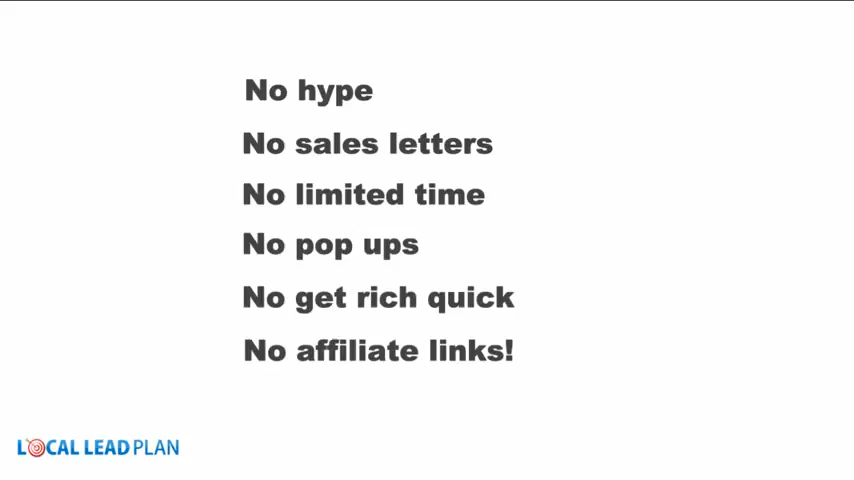 No hype
No sales letters
No limited time
No pop ups
No get rich quick
No affiliate links!
LOCAL LEAD PLAN